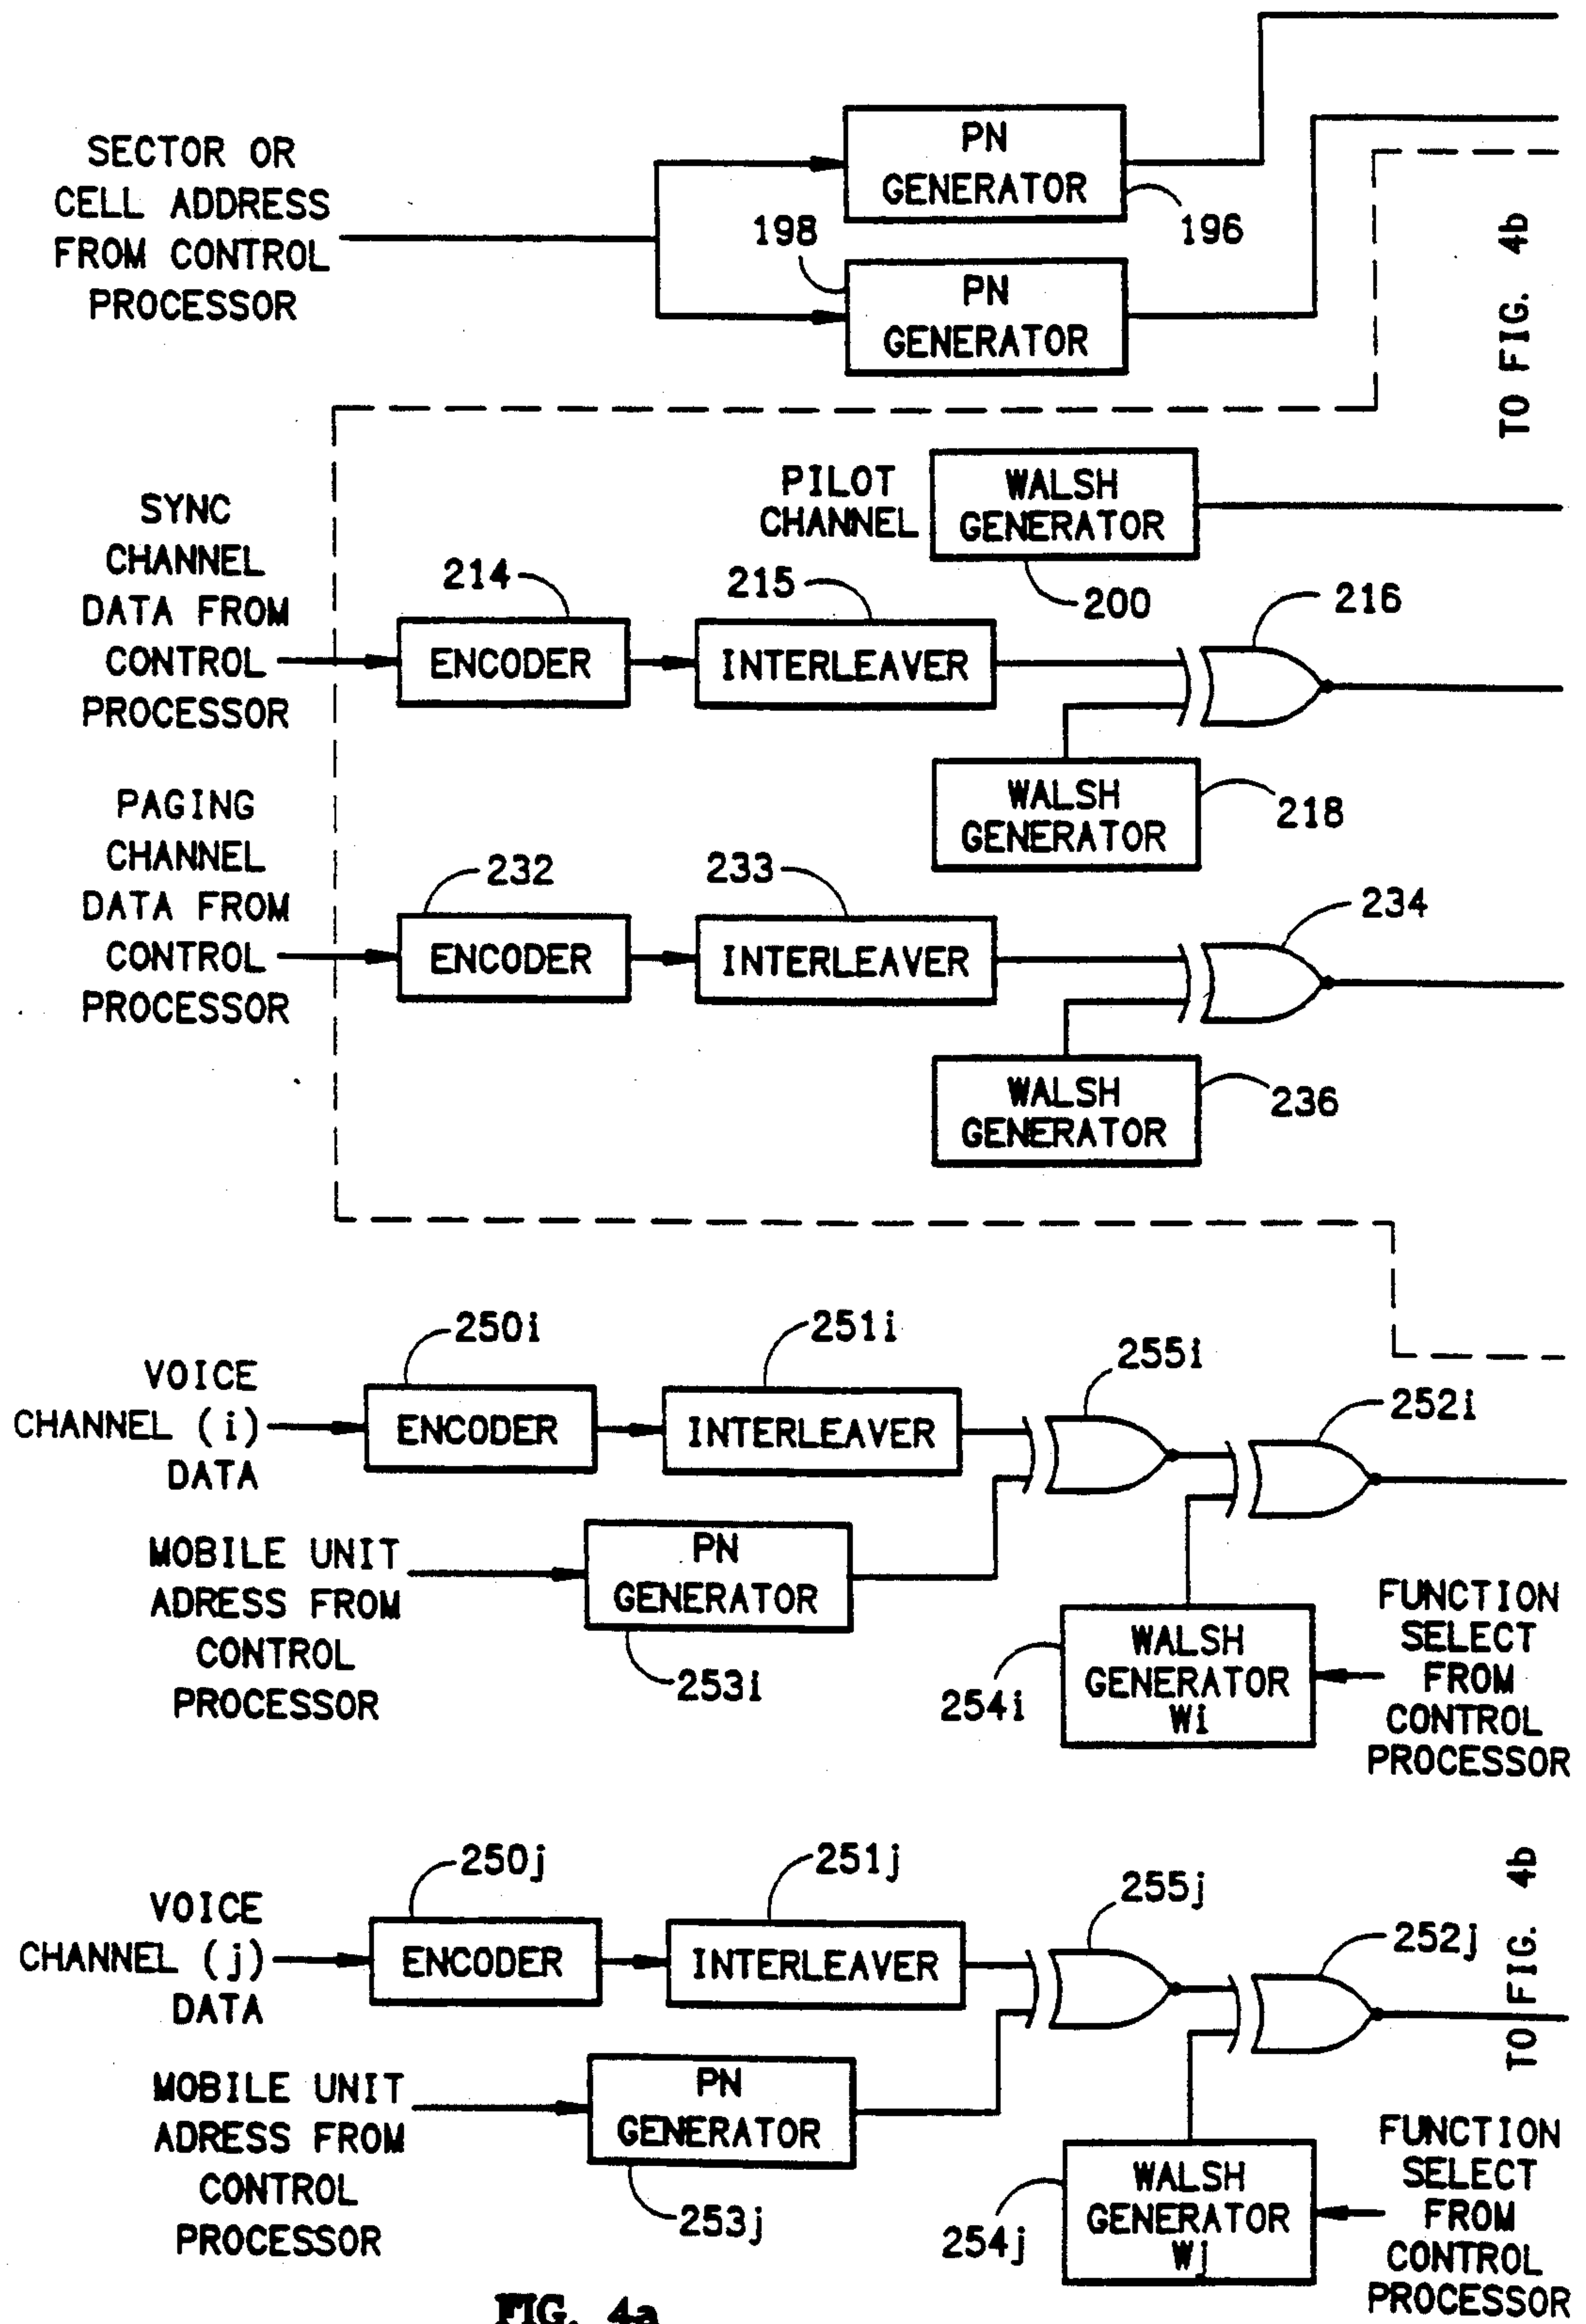 SECTOR OR
CELL ADDRESS
FROM CONTROL
PROCESSOR
PN
GENERATOR
196
198
PN
GENERATOR
TO FIG. 4b
PILOT
CHANNEL
WALSH
GENERATOR
200
SYNC
CHANNEL
DATA FROM
CONTROL
PROCESSOR
214
ENCODER
215
INTERLEAVER
216
WALSH
GENERATOR
218
PAGING
CHANNEL
DATA FROM
CONTROL
PROCESSOR
232
ENCODER
233
INTERLEAVER
234
WALSH
GENERATOR
236
VOICE
CHANNEL (i)
DATA
250i
ENCODER
251i
INTERLEAVER
255i
252i
MOBILE UNIT
ADRESS FROM
CONTROL
PROCESSOR
PN
GENERATOR
253i
254i
WALSH
GENERATOR
Wi
FUNCTION
SELECT
FROM
CONTROL
PROCESSOR
VOICE
CHANNEL (j)
DATA
250j
ENCODER
251j
INTERLEAVER
255j
252j
TO FIG. 4b
MOBILE UNIT
ADRESS FROM
CONTROL
PROCESSOR
PN
GENERATOR
253j
254j
WALSH
GENERATOR
Wj
FUNCTION
SELECT
FROM
CONTROL
PROCESSOR
FIG. 4a